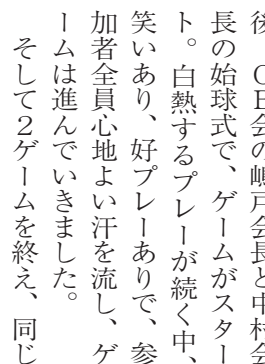 後、ＯＢ会の嶋戸会長と中村会
長の始球式で、ゲームがスター
ト。白熱するプレーが続く中、
笑いあり、好プレーありで、参
加者全員心地よい汗を流し、ゲ
ームは進んでいきました。
そして２ゲームを終え、同じ